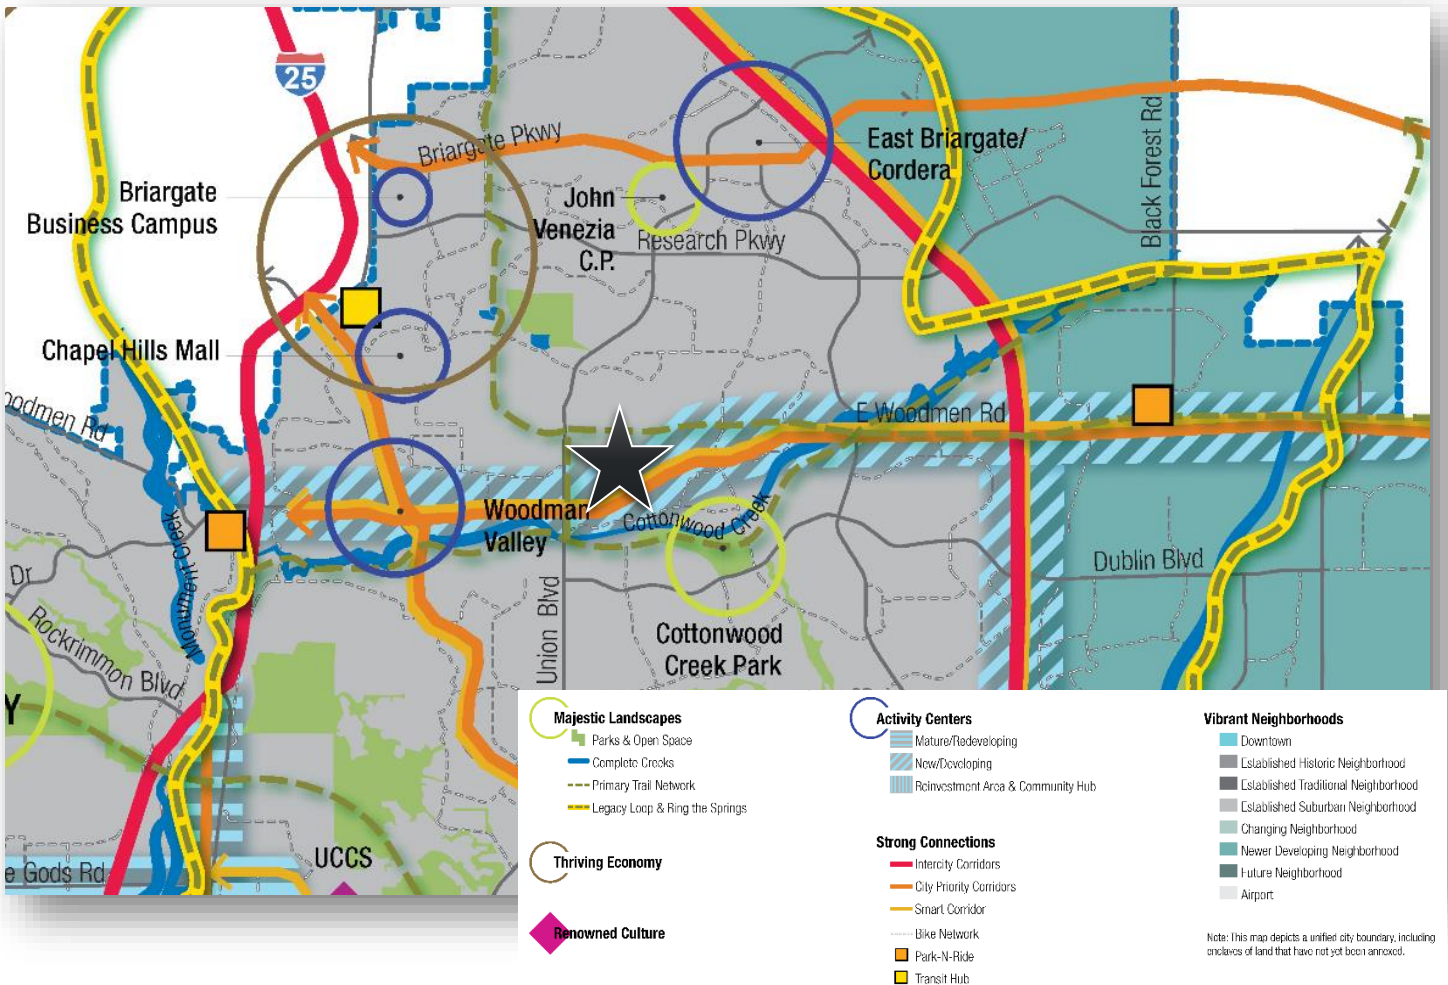 25
Briargate Pkwy
East Briargate/
Cordera
Black Forest Rd
Briargate
Business Campus
John
Venezia
C.P.
Research Pkwy
Chapel Hills Mall
oodmen Rd
E Woodmen Rd
Woodman
Valley
Cottonwood Creek
Monument Creek
Dublin Blvd
Dr
Rockrimmon Blvd
Union Blvd
Cottonwood
Creek Park
Y
UCCS
e Gods Rd
Majestic Landscapes
Parks & Open Space
Complete Creeks
Primary Trail Network
Legacy Loop & Ring the Springs
Thriving Economy
Renowned Culture
Activity Centers
Mature/Redeveloping
New/Developing
Reinvestment Area & Community Hub
Strong Connections
Intercity Corridors
City Priority Corridors
Smart Corridor
Bike Network
Park-N-Ride
Transit Hub
Vibrant Neighborhoods
Downtown
Established Historic Neighborhood
Established Traditional Neighborhood
Established Suburban Neighborhood
Changing Neighborhood
Newer Developing Neighborhood
Future Neighborhood
Airport
Note: This map depicts a unified city boundary, including
enclaves of land that have not yet been annexed.